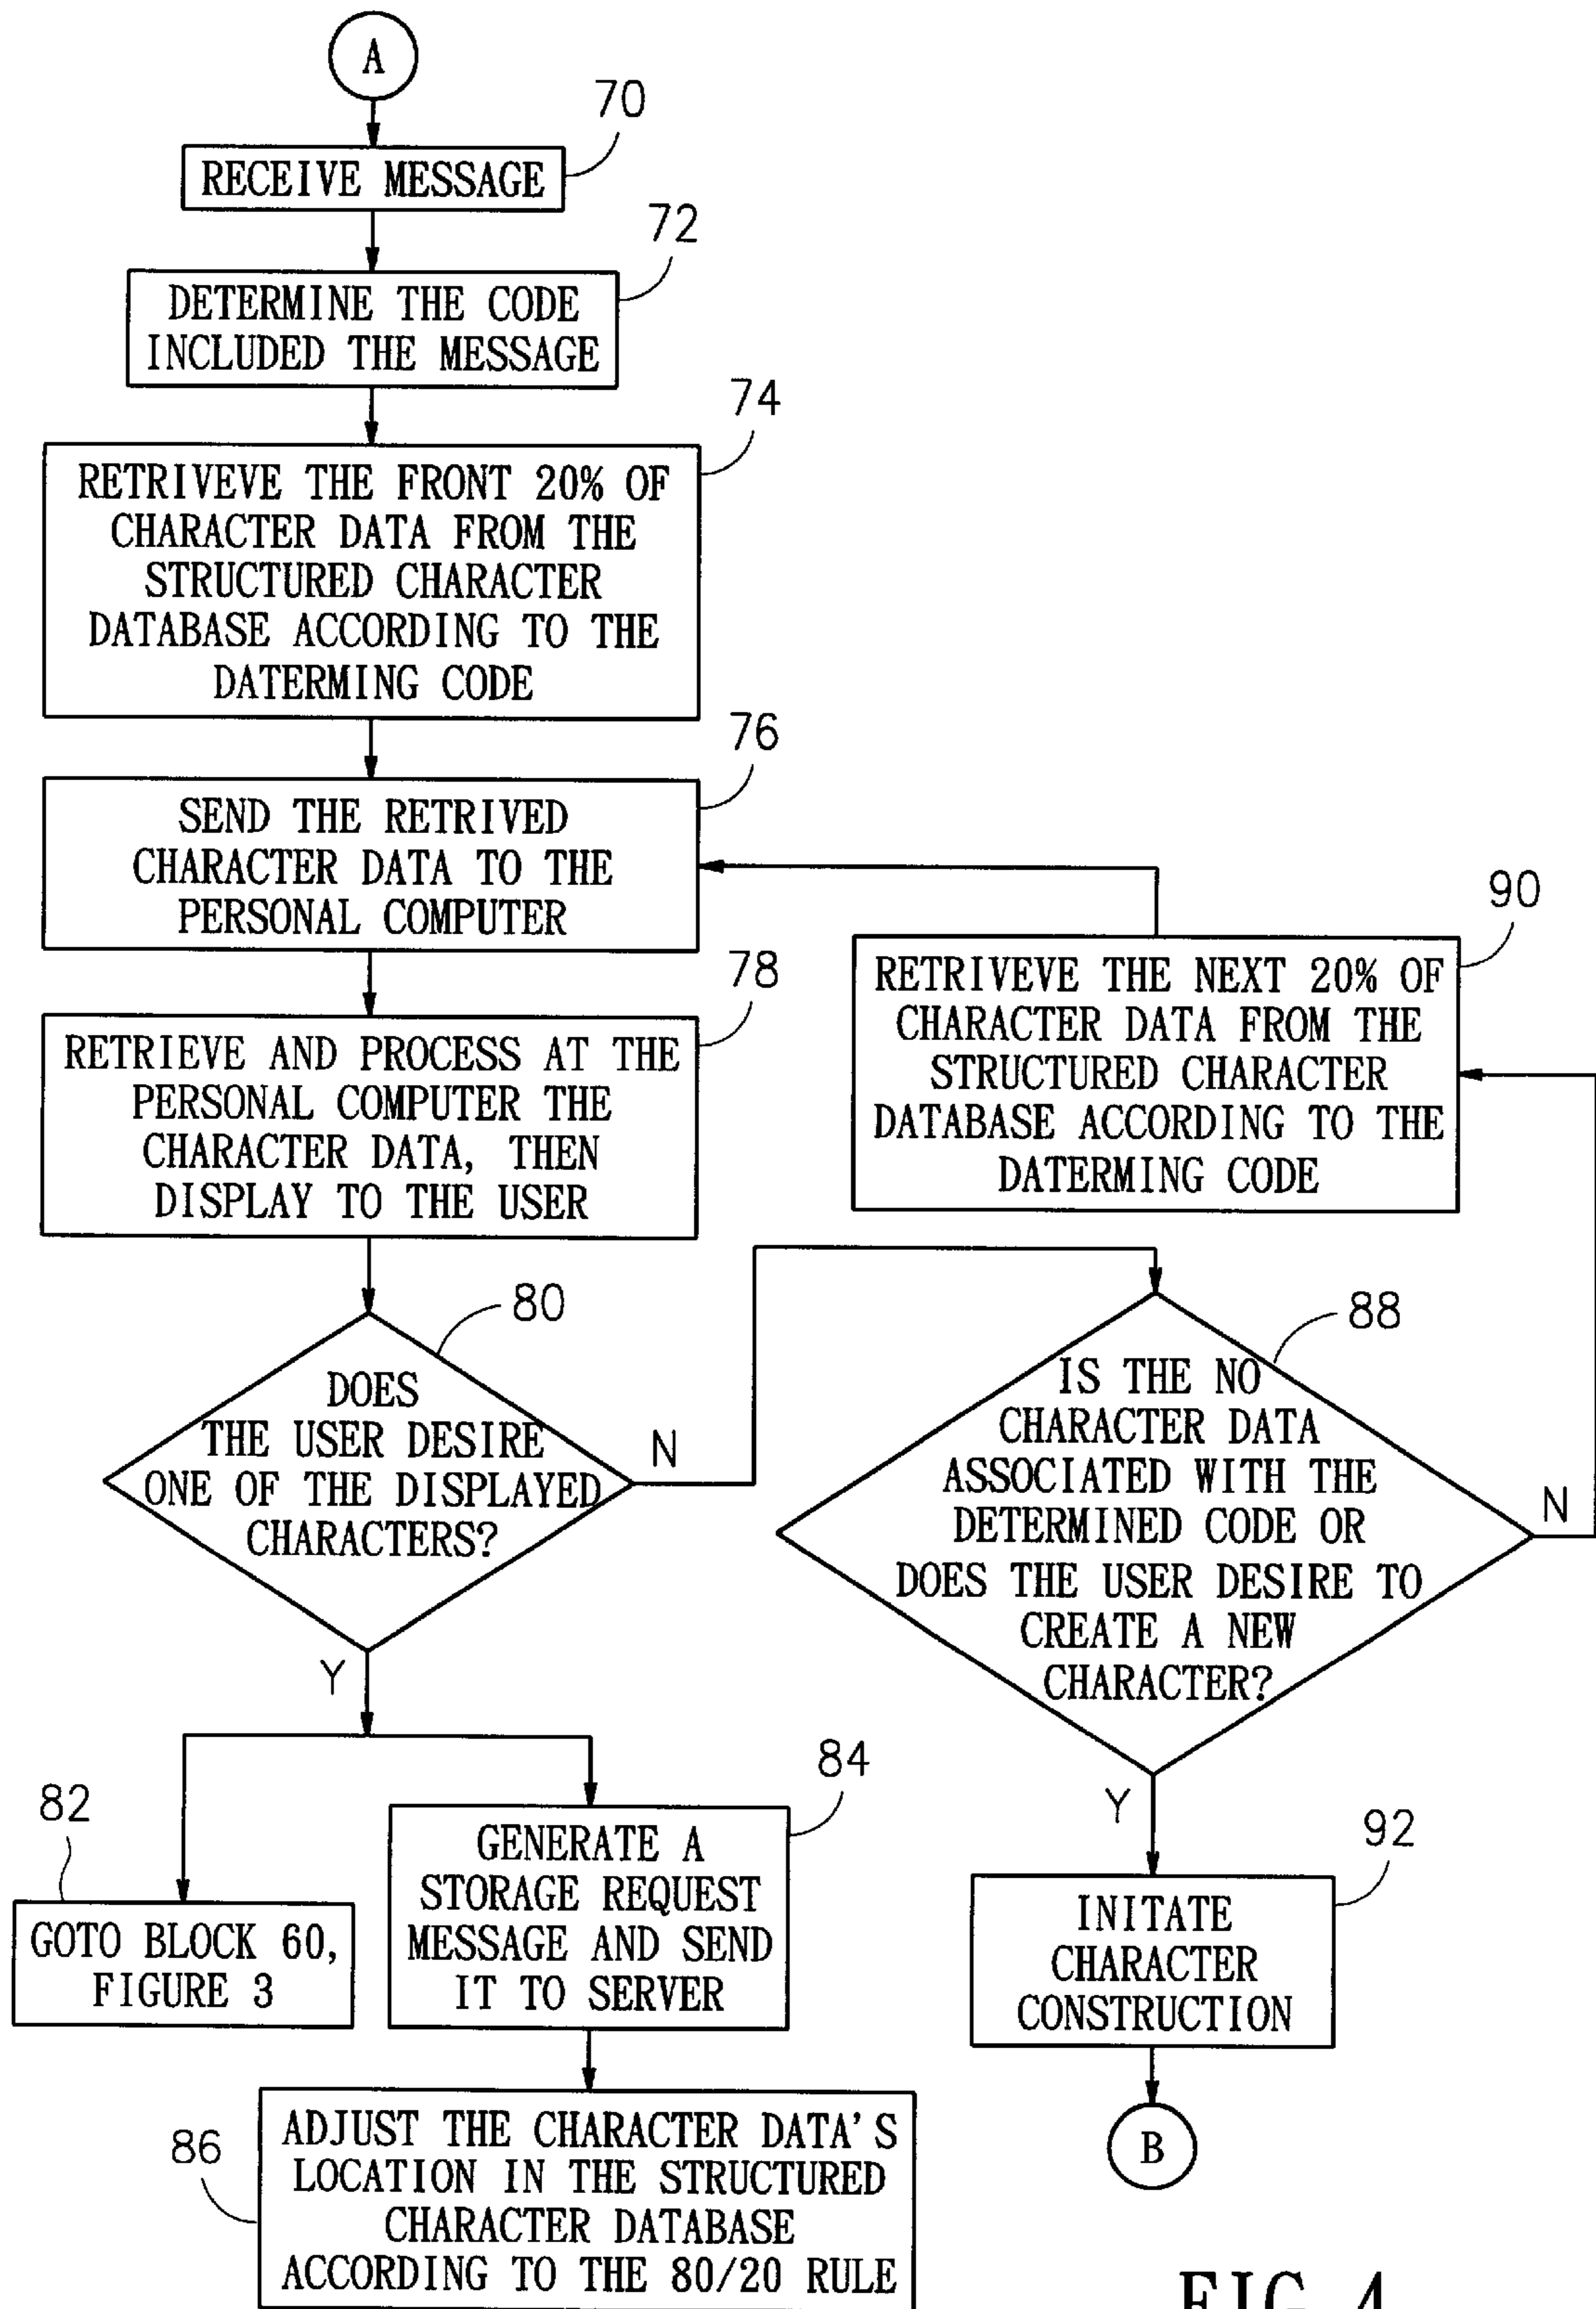 A
70
RECEIVE MESSAGE
72
DETERMINE THE CODE
INCLUDED THE MESSAGE
74
RETRIVEVE THE FRONT 20% OF
CHARACTER DATA FROM THE
STRUCTURED CHARACTER
DATABASE ACCORDING TO THE
DATERMING CODE
76
SEND THE RETRIVED
CHARACTER DATA TO THE
PERSONAL COMPUTER
78
RETRIEVE AND PROCESS AT THE
PERSONAL COMPUTER THE
CHARACTER DATA, THEN
DISPLAY TO THE USER
90
RETRIVEVE THE NEXT 20% OF
CHARACTER DATA FROM THE
STRUCTURED CHARACTER
DATABASE ACCORDING TO THE
DATERMING CODE
80
DOES
THE USER DESIRE
ONE OF THE DISPLAYED
CHARACTERS?
N
Y
88
IS THE NO
CHARACTER DATA
ASSOCIATED WITH THE
DETERMINED CODE OR
DOES THE USER DESIRE TO
CREATE A NEW
CHARACTER?
N
Y
82
GOTO BLOCK 60,
FIGURE 3
84
GENERATE A
STORAGE REQUEST
MESSAGE AND SEND
IT TO SERVER
92
INITATE
CHARACTER
CONSTRUCTION
B
86
ADJUST THE CHARACTER DATA'S
LOCATION IN THE STRUCTURED
CHARACTER DATABASE
ACCORDING TO THE 80/20 RULE
FIG.4